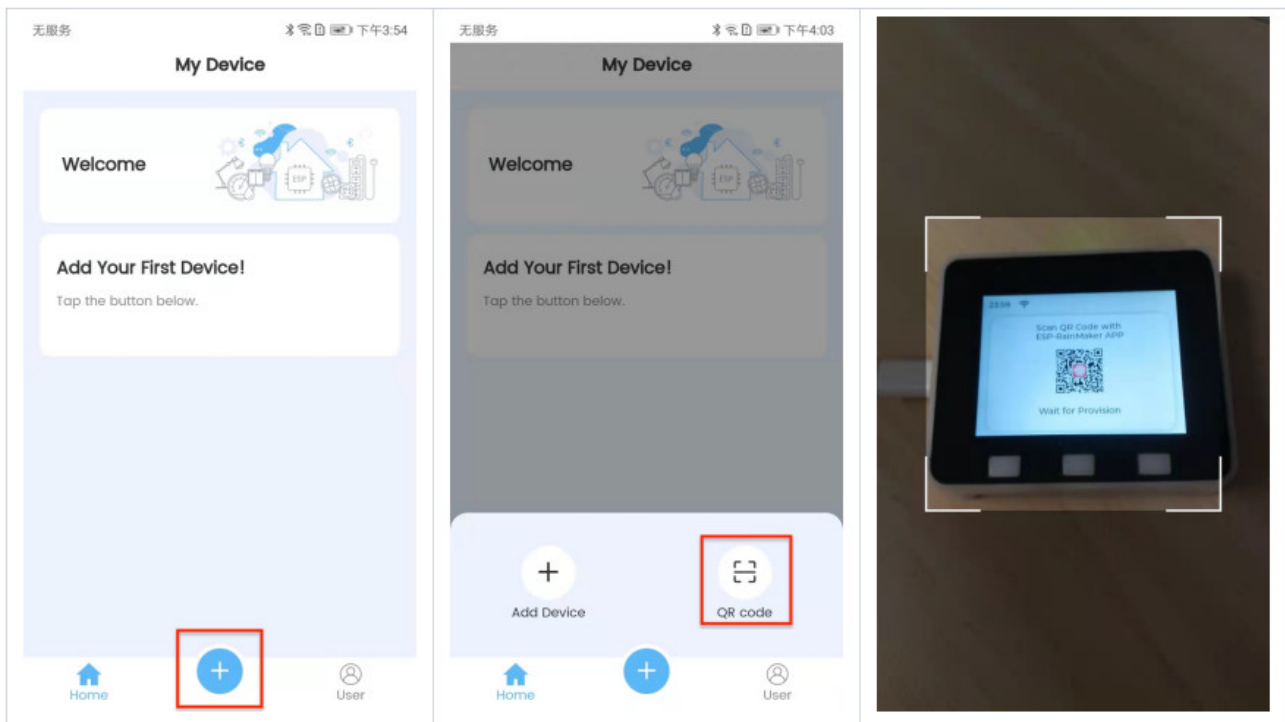 无服务
下午3:54
My Device
Welcome
ESP
Add Your First Device!
Tap the button below.
Home
User
无服务
下午4:03
My Device
Welcome
ESP
Add Your First Device!
Tap the button below.
Add Device
QR code
Home
User
Scan QR Code with
ESP-RainMaker APP
Wait for Provision